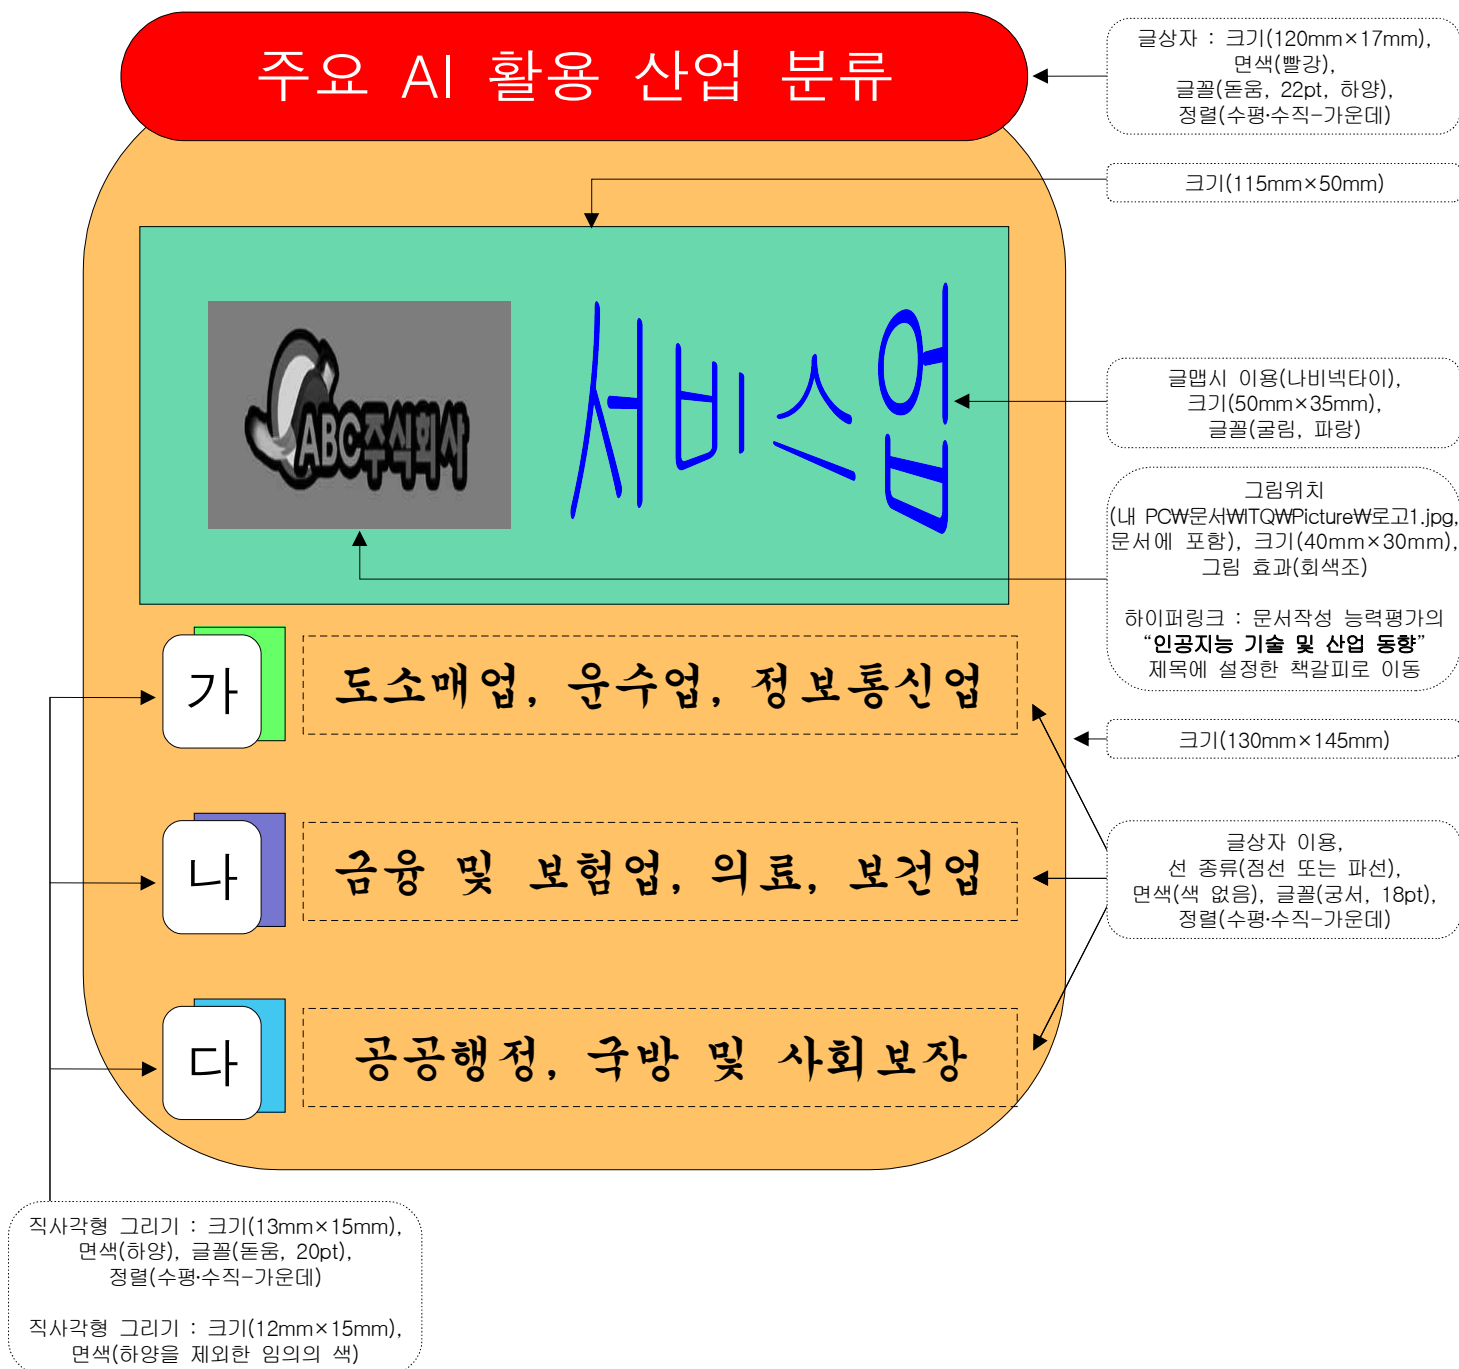 주요 AI 활용 산업 분류
글상자 : 크기(120mm×17mm),
면색(빨강),
글꼴(돋움, 22pt, 하양),
정렬(수평·수직-가운데)
크기(115mm×50mm)
ABC주식회사
서비스업
글맵시 이용(나비넥타이),
크기(50mm×35mm),
글꼴(굴림, 파랑)
그림위치
(내 PC₩문서₩ITQ₩Picture₩로고1.jpg,
문서에 포함), 크기(40mm×30mm),
그림 효과(회색조)
하이퍼링크 : 문서작성 능력평가의
“인공지능 기술 및 산업 동향”
제목에 설정한 책갈피로 이동
가
도소매업, 운수업, 정보통신업
크기(130mm×145mm)
나
금융 및 보험업, 의료, 보건업
글상자 이용,
선 종류(점선 또는 파선),
면색(색 없음), 글꼴(궁서, 18pt),
정렬(수평·수직-가운데)
다
공공행정, 국방 및 사회보장
직사각형 그리기 : 크기(13mm×15mm),
면색(하양), 글꼴(돋움, 20pt),
정렬(수평·수직-가운데)
직사각형 그리기 : 크기(12mm×15mm),
면색(하양을 제외한 임의의 색)